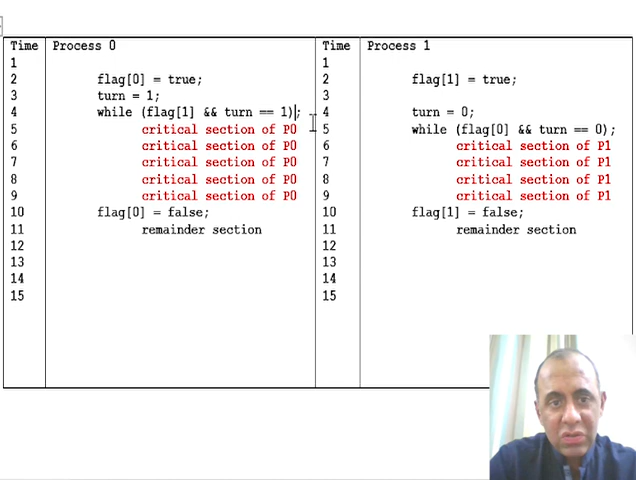 Time Process 0 Time Process 1
1 1
2 flag[0] = true; 2 flag[1] = true;
3 turn = 1; 3
4 while (flag[1] && turn == 1); 4 turn = 0;
5 critical section of P0 5 while (flag[0] && turn == 0);
6 critical section of P0 6 critical section of P1
7 critical section of P0 7 critical section of P1
8 critical section of P0 8 critical section of P1
9 critical section of P0 9 critical section of P1
10 flag[0] = false; 10 flag[1] = false;
11 remainder section 11 remainder section
12 12
13 13
14 14
15 15